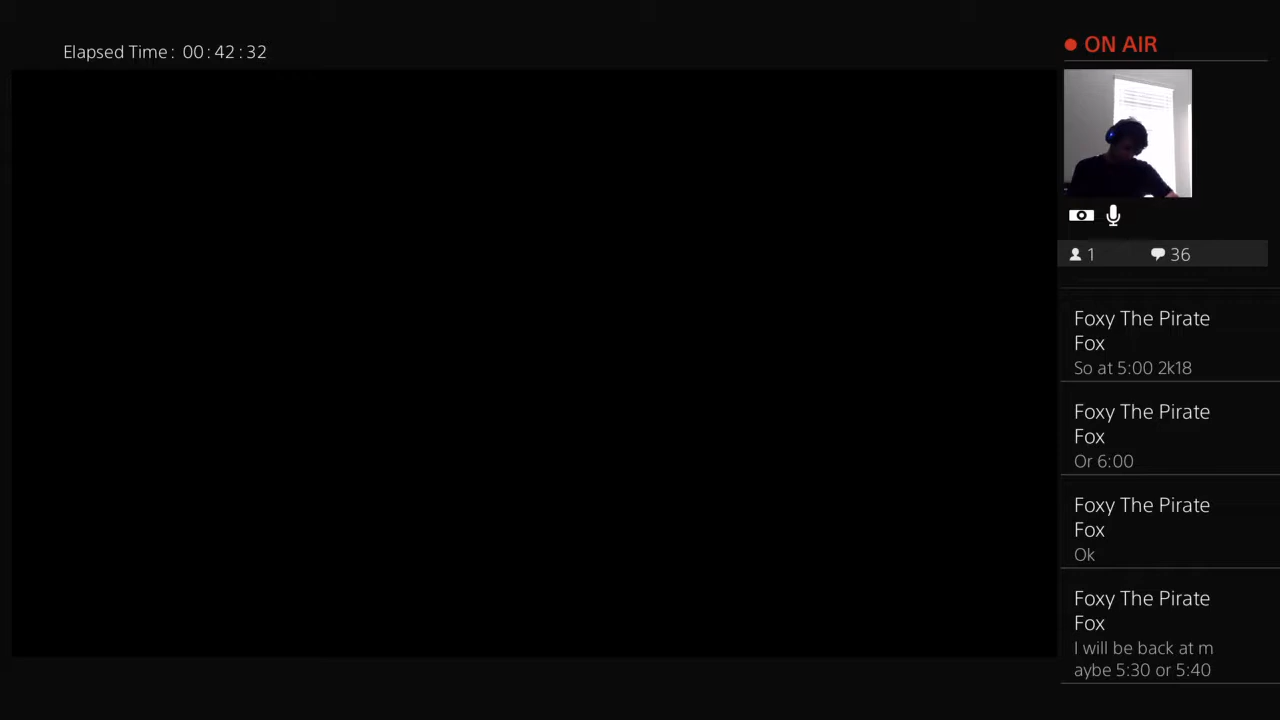 Elapsed Time: 00:42:32
ON AIR
1 36
Foxy The Pirate
Fox
So at 5:00 2k18
Foxy The Pirate
Fox
Or 6:00
Foxy The Pirate
Fox
Ok
Foxy The Pirate
Fox
I will be back at m
aybe 5:30 or 5:40